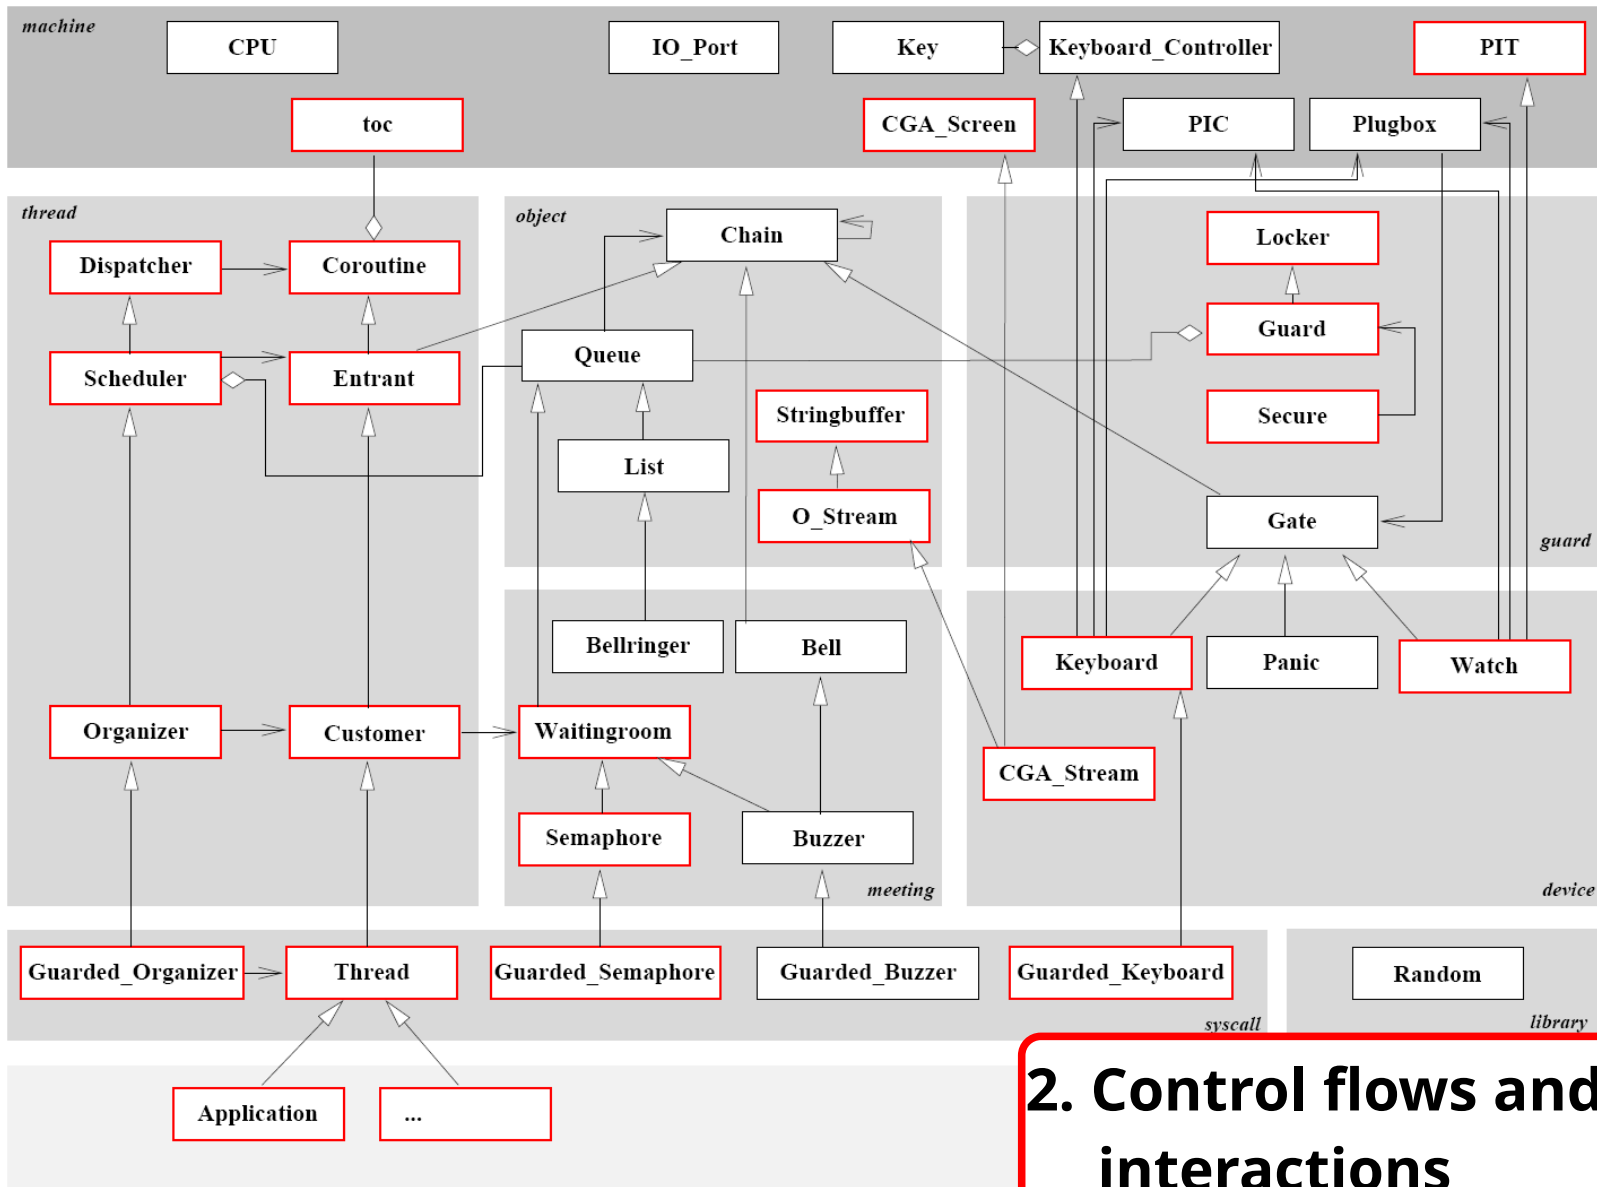 machine
CPU
IO_Port
Key
Keyboard_Controller
PIT
toc
CGA_Screen
PIC
Plugbox
thread
object
Chain
Locker
Dispatcher
Coroutine
Guard
Queue
Scheduler
Entrant
Stringbuffer
Secure
List
O_Stream
Gate
guard
Bellringer
Bell
Keyboard
Panic
Watch
Organizer
Customer
Waitingroom
CGA_Stream
Semaphore
Buzzer
meeting
device
Guarded_Organizer
Thread
Guarded_Semaphore
Guarded_Buzzer
Guarded_Keyboard
Random
syscall
library
Application
...
2. Control flows and
interactions